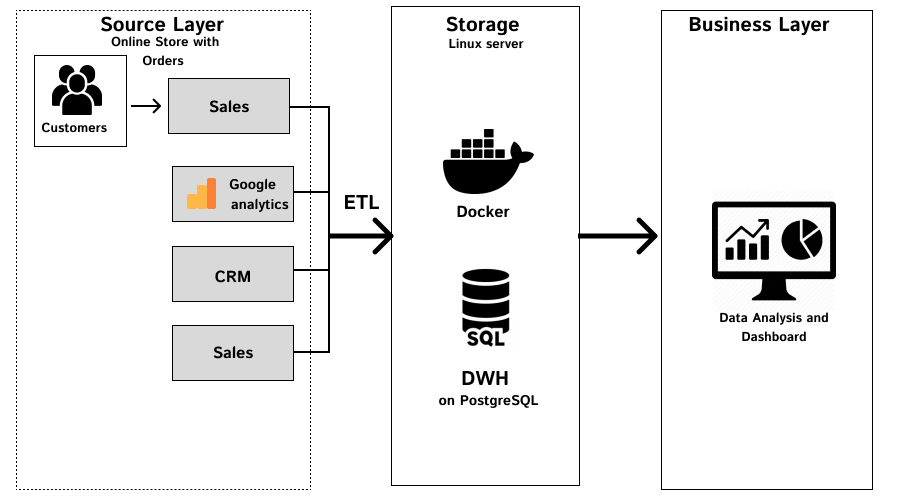 Source Layer
Online Store with
Orders
Customers
Sales
Google
analytics
CRM
Sales
ETL
Storage
Linux server
Docker
SQL
DWH
on PostgreSQL
Business Layer
Data Analysis and
Dashboard